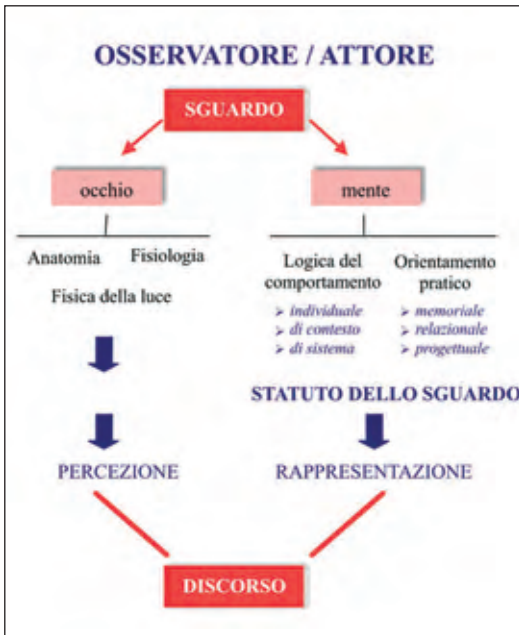 OSSERVATORE / ATTORE
SGUARDO
occhio
mente
Anatomia
Fisiologia
Fisica della luce
Logica del
comportamento
➢ individuale
➢ di contesto
➢ di sistema
Orientamento
pratico
➢ memoriale
➢ relazionale
➢ progettuale
STATUTO DELLO SGUARDO
PERCEZIONE
RAPPRESENTAZIONE
DISCORSO